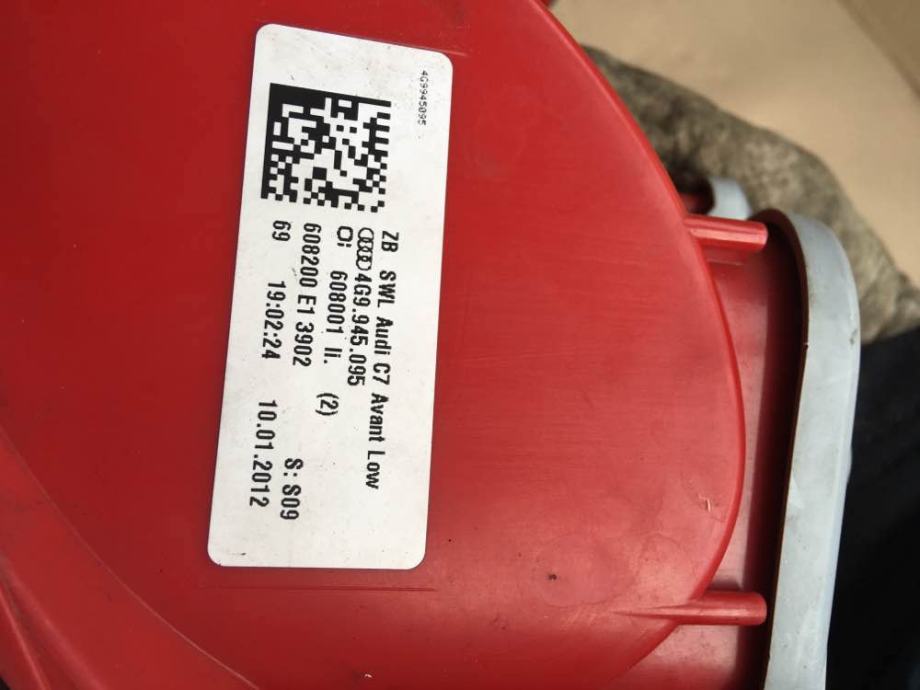 4G9945095
ZB SWL Audi C7 Avant Low
4G9.945.095
608001 li. (2)
608200 E1 3902 S: S09
69 19:02:24 10.01.2012